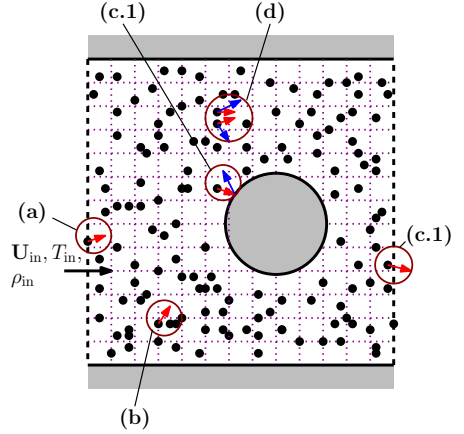 (c.1)
(d)
(a)
(c.1)
U_in, T_in,
ρ_in
(b)